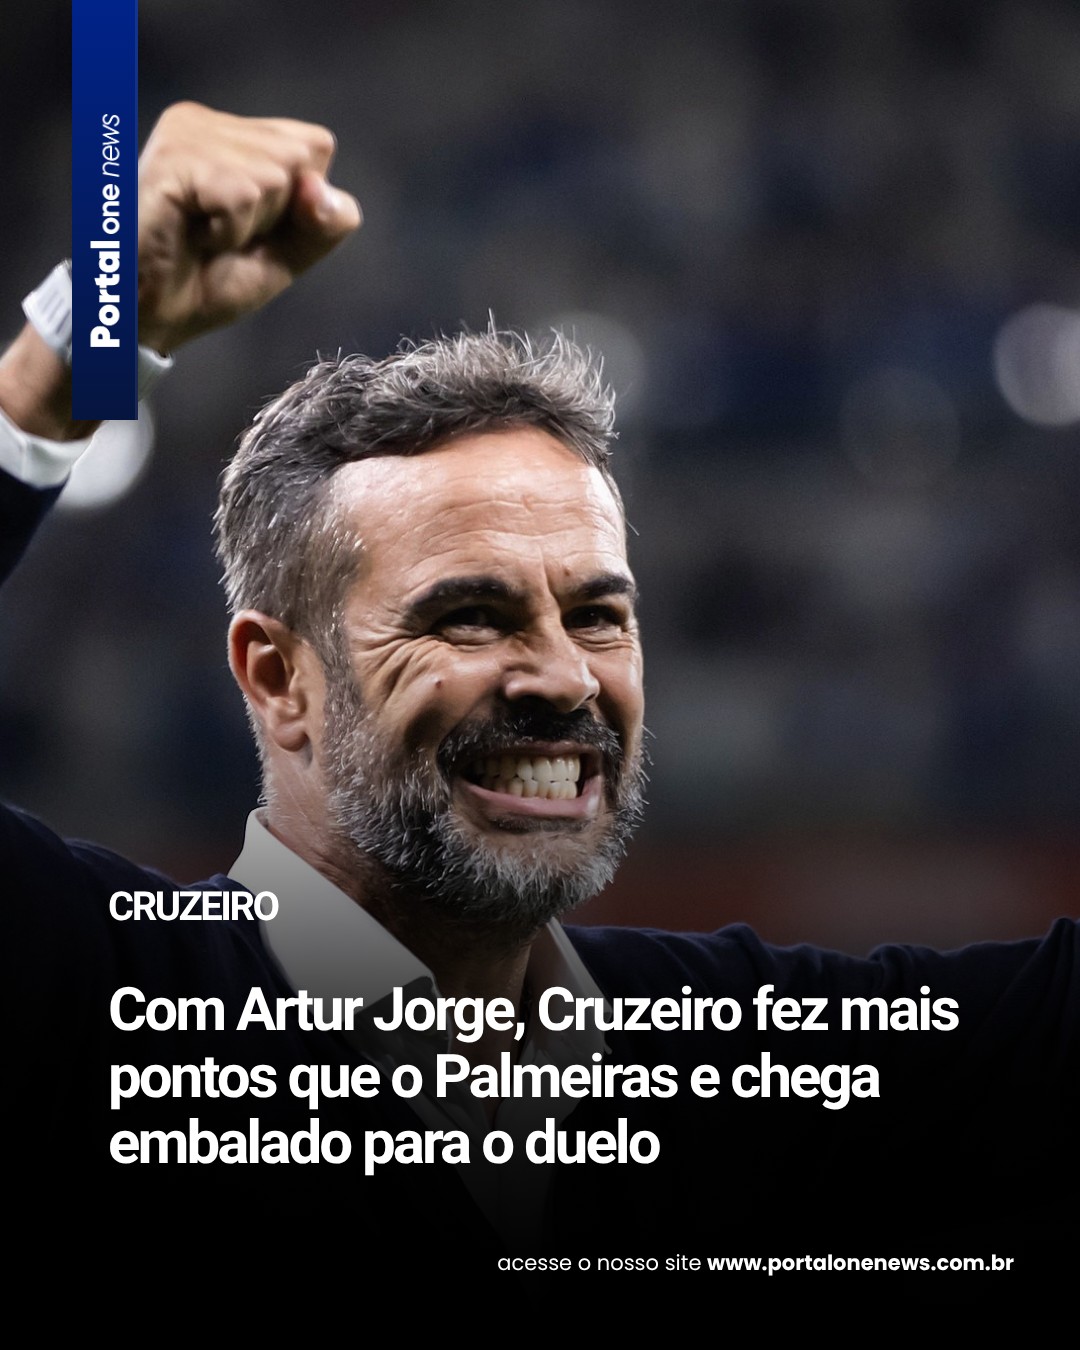 Portal one news
CRUZEIRO
Com Artur Jorge, Cruzeiro fez mais
pontos que o Palmeiras e chega
embalado para o duelo
acesse o nosso site www.portalonenews.com.br